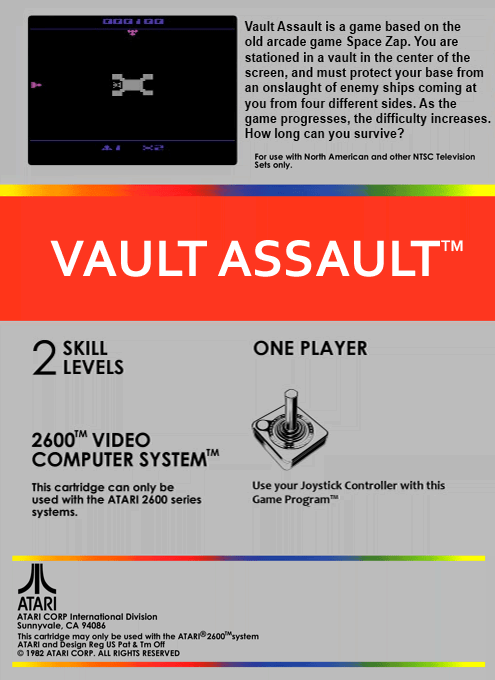 Vault Assault is a game based on the
old arcade game Space Zap. You are
stationed in a vault in the center of the
screen, and must protect your base from
an onslaught of enemy ships coming at
you from four different sides. As the
game progresses, the difficulty increases.
How long can you survive?
For use with North American and other NTSC Television
Sets only.
VAULT ASSAULT™
2 SKILL
LEVELS
ONE PLAYER
2600™ VIDEO
COMPUTER SYSTEM™
This cartridge can only be
used with the ATARI 2600 series
systems.
Use your Joystick Controller with this
Game Program™
ATARI
ATARI CORP International Division
Sunnyvale, CA 94086
This cartridge may only be used with the ATARI®2600™system
ATARI and Design Reg US Pat & Tm Off
© 1982 ATARI CORP. ALL RIGHTS RESERVED